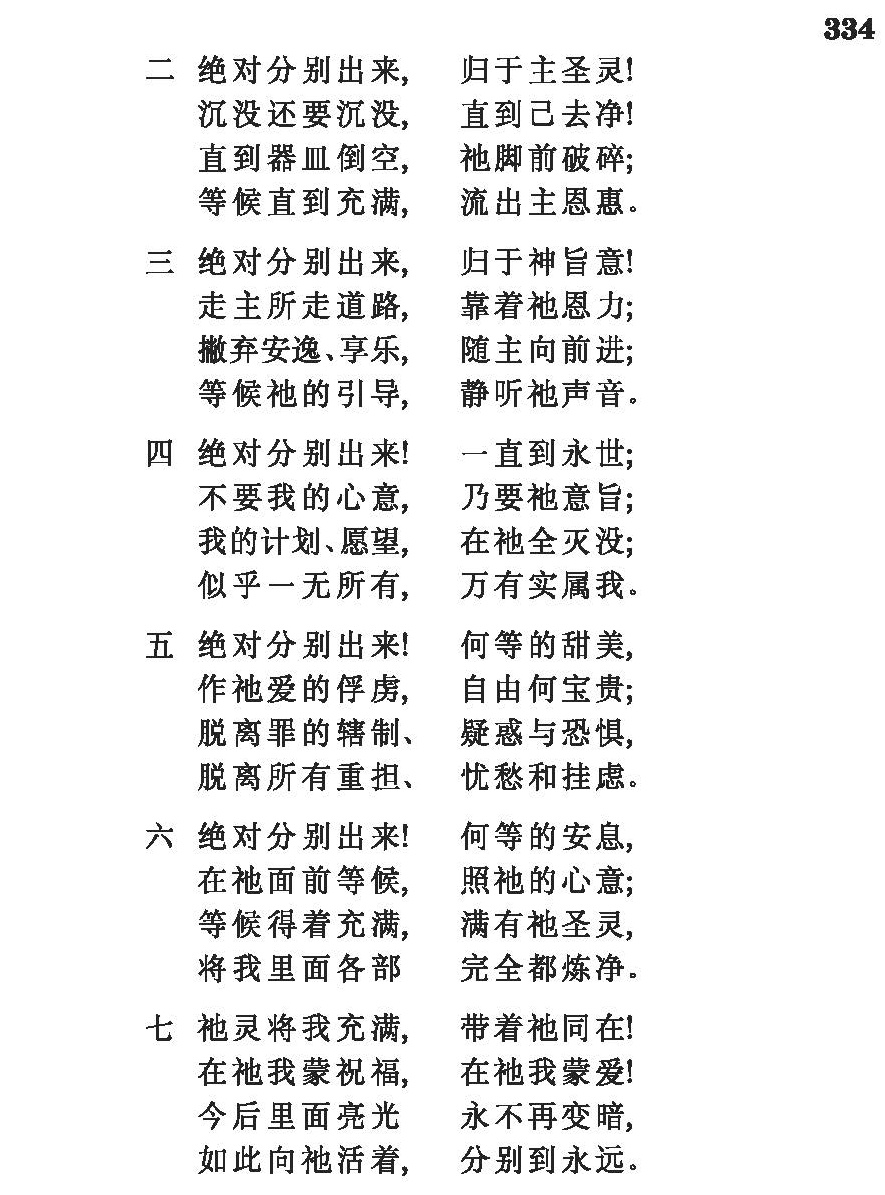 334
二 绝对分别出来, 归于主圣灵!
沉没还要沉没, 直到己去净!
直到器皿倒空, 祂脚前破碎;
等候直到充满, 流出主恩惠。
三 绝对分别出来, 归于神旨意!
走主所走道路, 靠着祂恩力;
撇弃安逸、享乐, 随主向前进;
等候祂的引导, 静听祂声音。
四 绝对分别出来! 一直到永世;
不要我的心意, 乃要祂意旨;
我的计划、愿望, 在祂全灭没;
似乎一无所有, 万有实属我。
五 绝对分别出来! 何等的甜美,
作祂爱的俘虏, 自由何宝贵;
脱离罪的辖制、 疑惑与恐惧,
脱离所有重担、 忧愁和挂虑。
六 绝对分别出来! 何等的安息,
在祂面前等候, 照祂的心意;
等候得着充满, 满有祂圣灵,
将我里面各部 完全都炼净。
七 祂灵将我充满, 带着祂同在!
在祂我蒙祝福, 在祂我蒙爱!
今后里面亮光 永不再变暗,
如此向祂活着, 分别到永远。